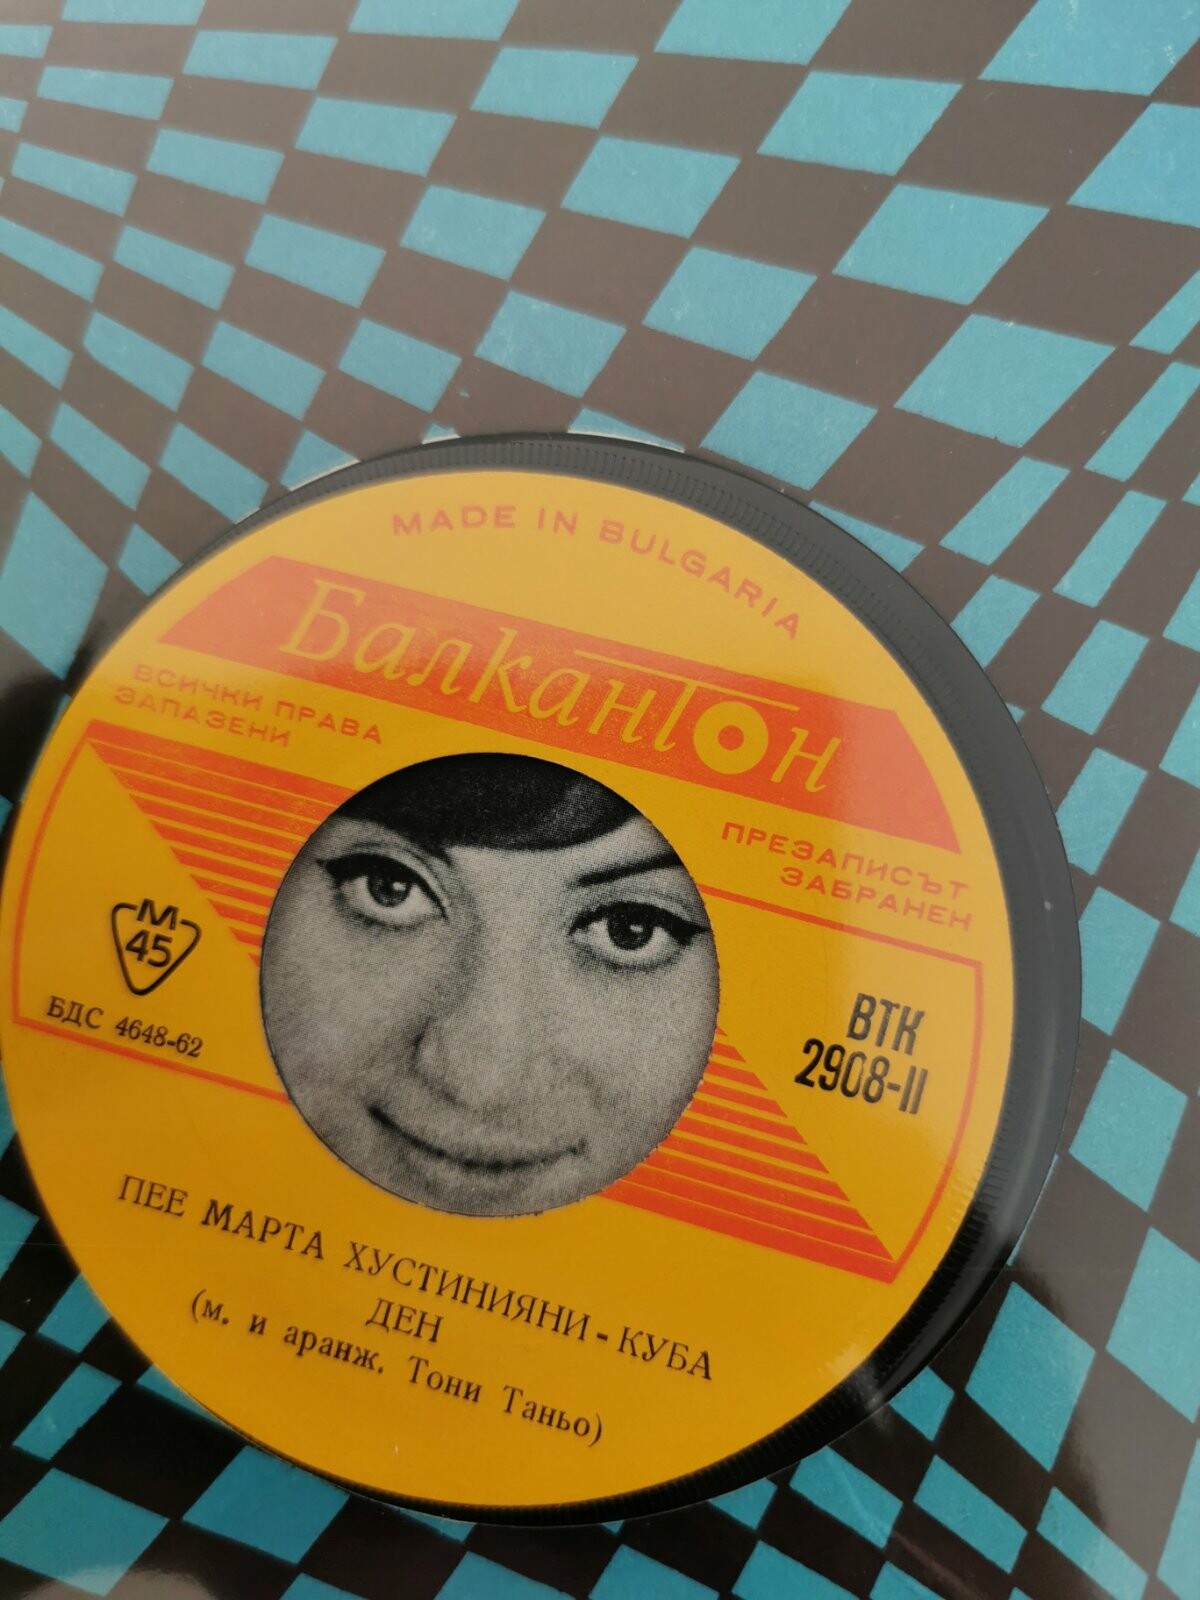 MADE IN BULGARIA
Балкантон
ВСИЧКИ ПРАВА
ЗАПАЗЕНИ
ПРЕЗАПИСЪТ
ЗАБРАНЕН
М
45
БДС 4648-62
ВТК
2908-II
ПЕЕ МАРТА ХУСТИНИЯНИ - КУБА
ДЕН
(м. и аранж. Тони Таньо)